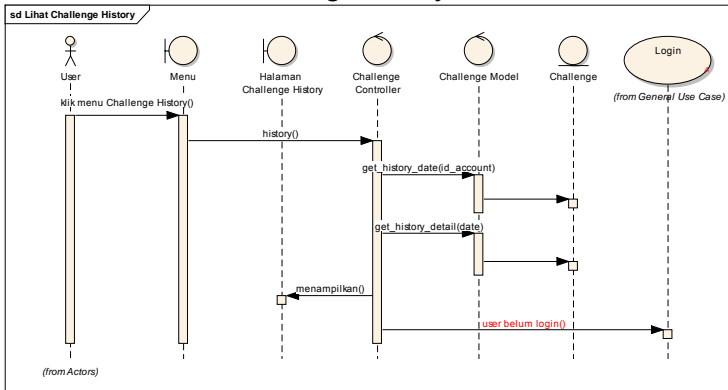 sd Lihat Challenge History
User
Menu
Halaman
Challenge History
Challenge
Controller
Challenge Model
Challenge
Login
(from General Use Case)
klik menu Challenge History()
history()
get_history_date(id_account)
get_history_detail(date)
menampilkan()
user belum login()
(from Actors)